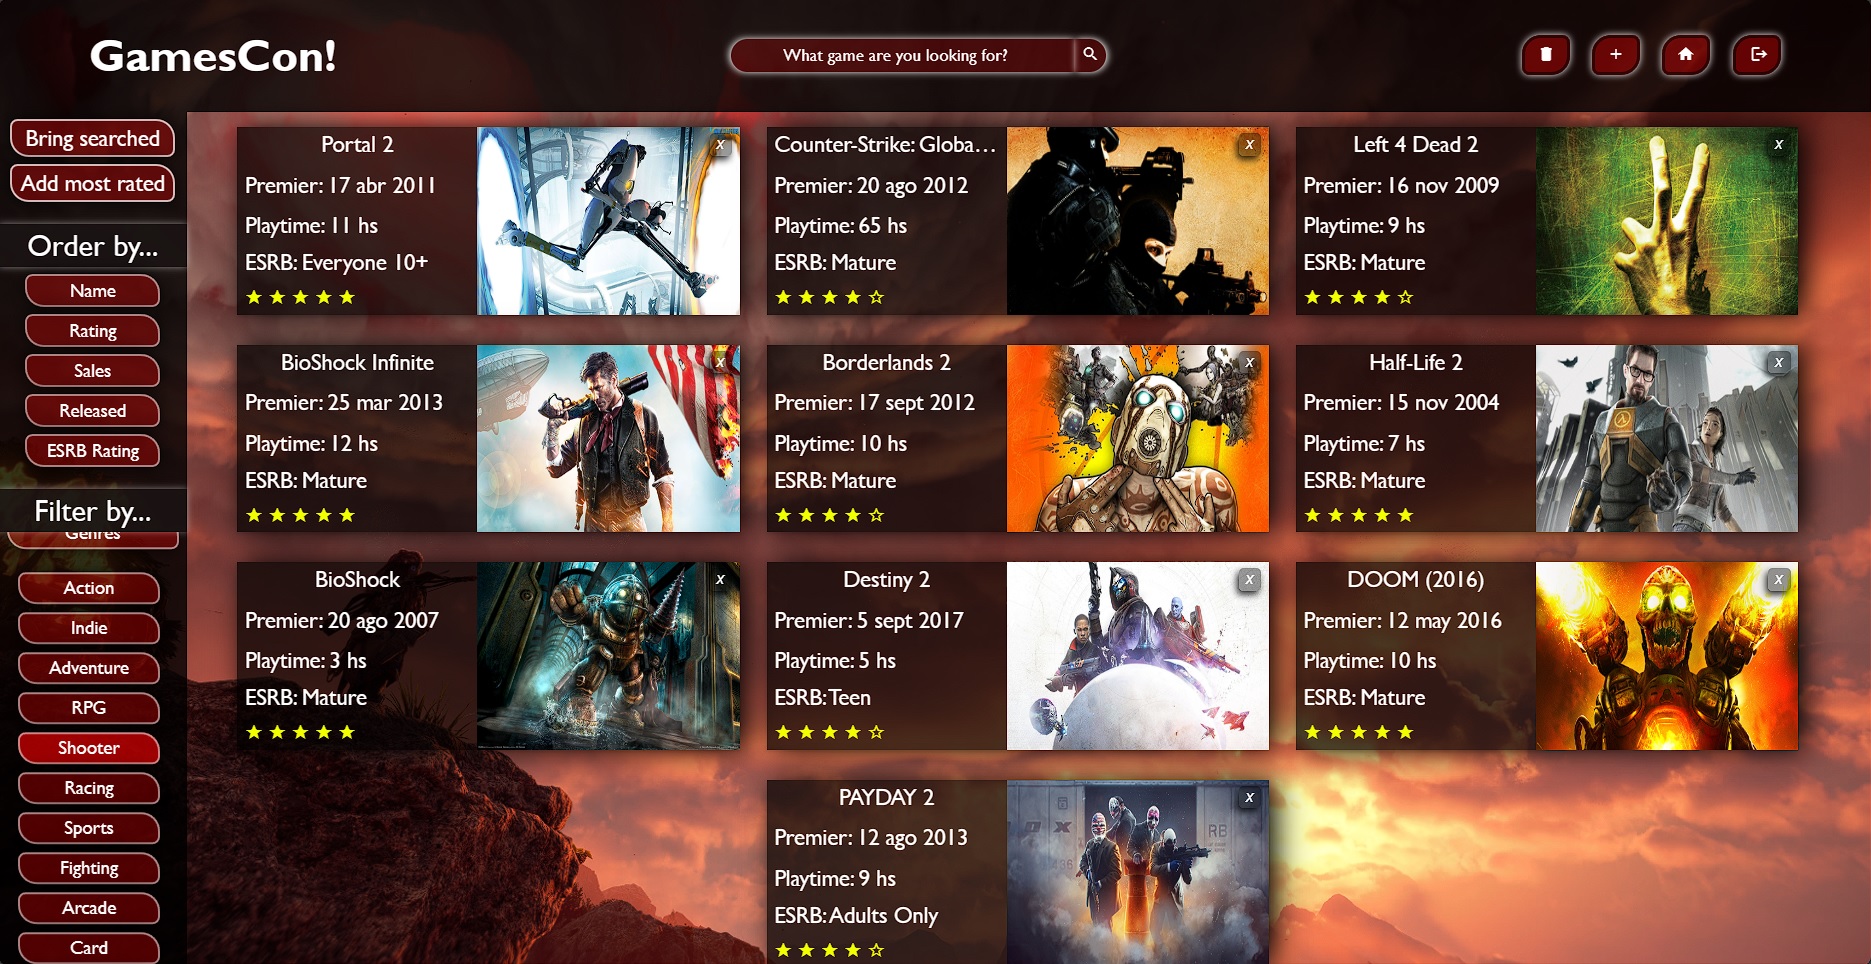 GamesCon!
What game are you looking for?
Bring searched
Add most rated
Order by...
Name
Rating
Sales
Released
ESRB Rating
Filter by...
Genres
Action
Indie
Adventure
RPG
Shooter
Racing
Sports
Fighting
Arcade
Card
Portal 2
Premier: 17 abr 2011
Playtime: 11 hs
ESRB: Everyone 10+
x
Counter-Strike: Globa...
Premier: 20 ago 2012
Playtime: 65 hs
ESRB: Mature
x
Left 4 Dead 2
Premier: 16 nov 2009
Playtime: 9 hs
ESRB: Mature
x
BioShock Infinite
Premier: 25 mar 2013
Playtime: 12 hs
ESRB: Mature
x
Borderlands 2
Premier: 17 sept 2012
Playtime: 10 hs
ESRB: Mature
x
Half-Life 2
Premier: 15 nov 2004
Playtime: 7 hs
ESRB: Mature
x
BioShock
Premier: 20 ago 2007
Playtime: 3 hs
ESRB: Mature
x
Destiny 2
Premier: 5 sept 2017
Playtime: 5 hs
ESRB: Teen
x
DOOM (2016)
Premier: 12 may 2016
Playtime: 10 hs
ESRB: Mature
x
PAYDAY 2
Premier: 12 ago 2013
Playtime: 9 hs
ESRB: Adults Only
x
RB